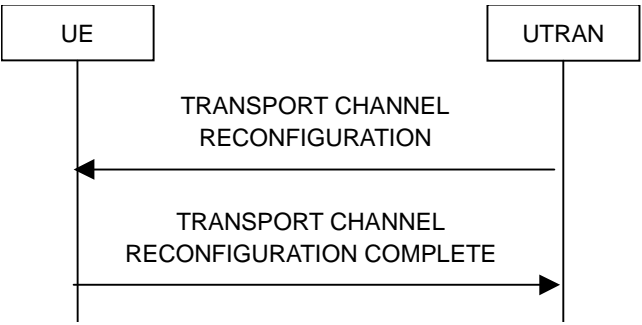 UE
UTRAN
TRANSPORT CHANNEL
RECONFIGURATION
TRANSPORT CHANNEL
RECONFIGURATION COMPLETE